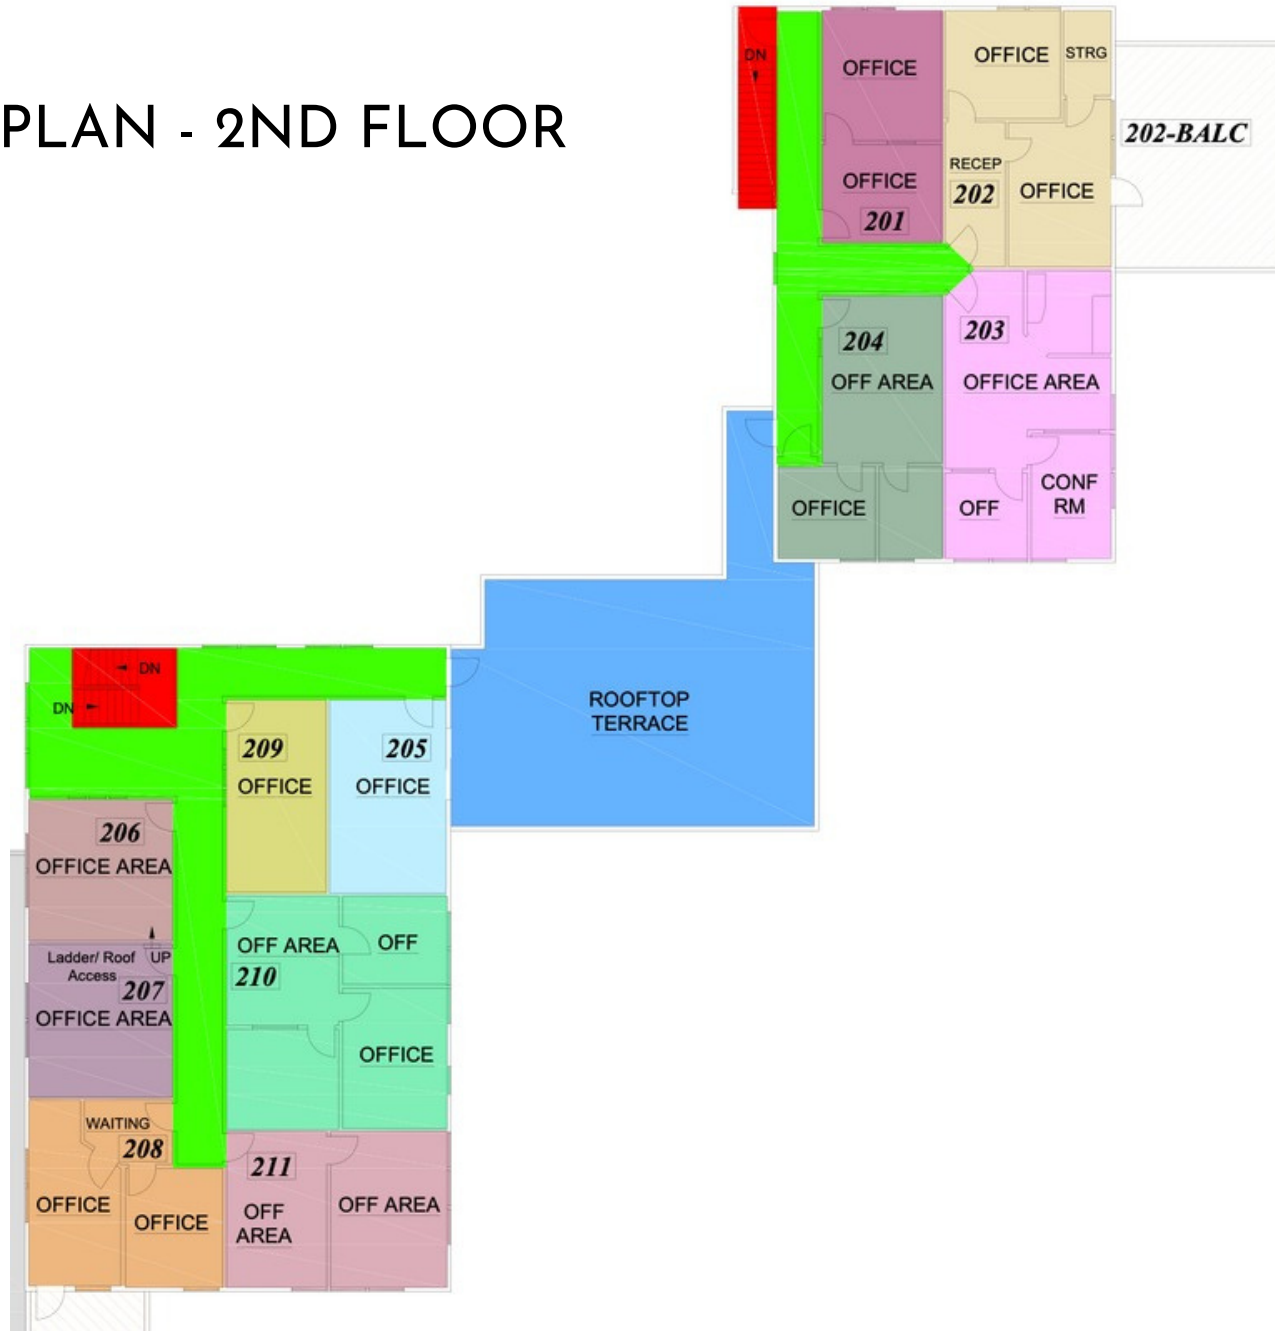 PLAN - 2ND FLOOR
DN
OFFICE
OFFICE
STRG
202-BALC
OFFICE
201
RECEP
202
OFFICE
204
OFF AREA
203
OFFICE AREA
OFFICE
OFF
CONF
RM
ROOFTOP
TERRACE
DN
DN
209
OFFICE
205
OFFICE
206
OFFICE AREA
Ladder/ Roof
Access
UP
207
OFFICE AREA
OFF AREA
210
OFF
OFFICE
WAITING
208
OFFICE
OFFICE
211
OFF
AREA
OFF AREA